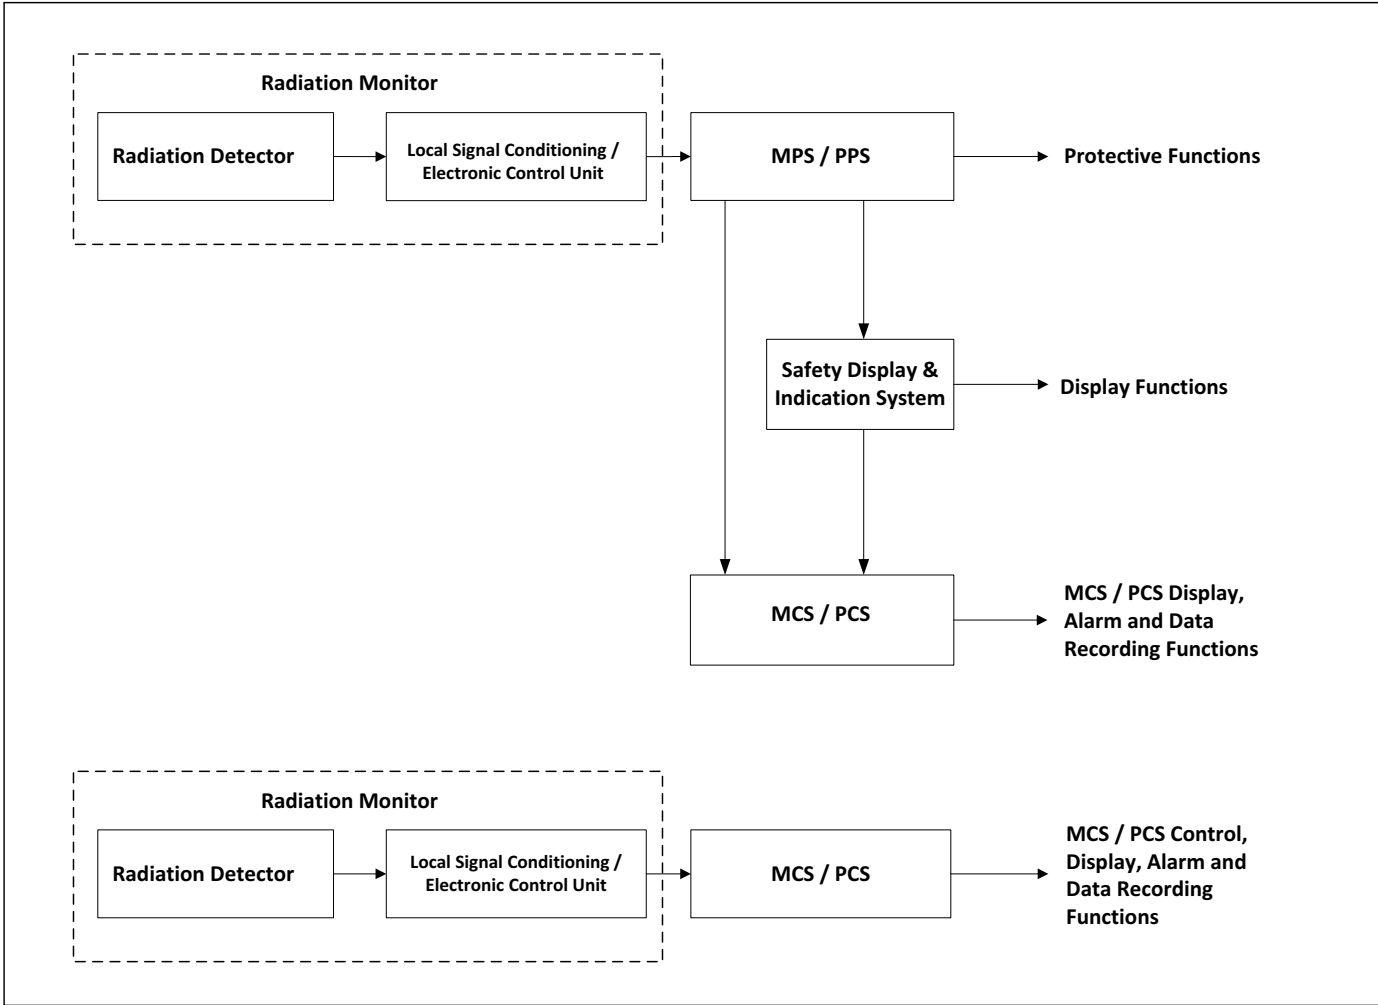 Radiation Monitor
Radiation Detector
Local Signal Conditioning /
Electronic Control Unit
MPS / PPS
Protective Functions
Safety Display &
Indication System
Display Functions
MCS / PCS
MCS / PCS Display,
Alarm and Data
Recording Functions
Radiation Monitor
Radiation Detector
Local Signal Conditioning /
Electronic Control Unit
MCS / PCS
MCS / PCS Control,
Display, Alarm and
Data Recording
Functions